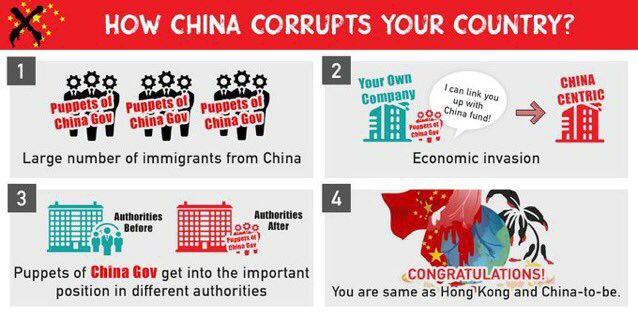 HOW CHINA CORRUPTS YOUR COUNTRY?
1
Puppets of
China Gov
Puppets of
China Gov
Puppets of
China Gov
Large number of immigrants from China
2
Your Own
Company
I can link you
up with
China fund!
Puppets of
China Gov
CHINA
CENTRIC
Economic invasion
3
Authorities
Before
Authorities
After
Puppets of
China Gov
Puppets of China Gov get into the important
position in different authorities
4
CONGRATULATIONS!
You are same as Hong Kong and China-to-be.